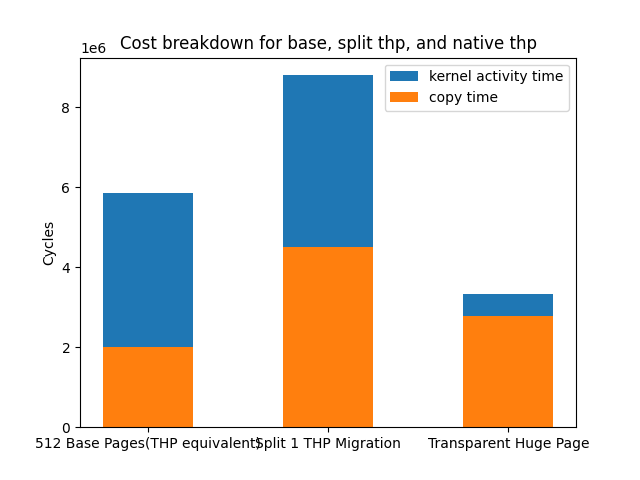 Cost breakdown for base, split thp, and native thp
1e6
kernel activity time
copy time
Cycles
8
6
4
2
0
512 Base Pages(THP equivalent)
Split 1 THP Migration
Transparent Huge Page